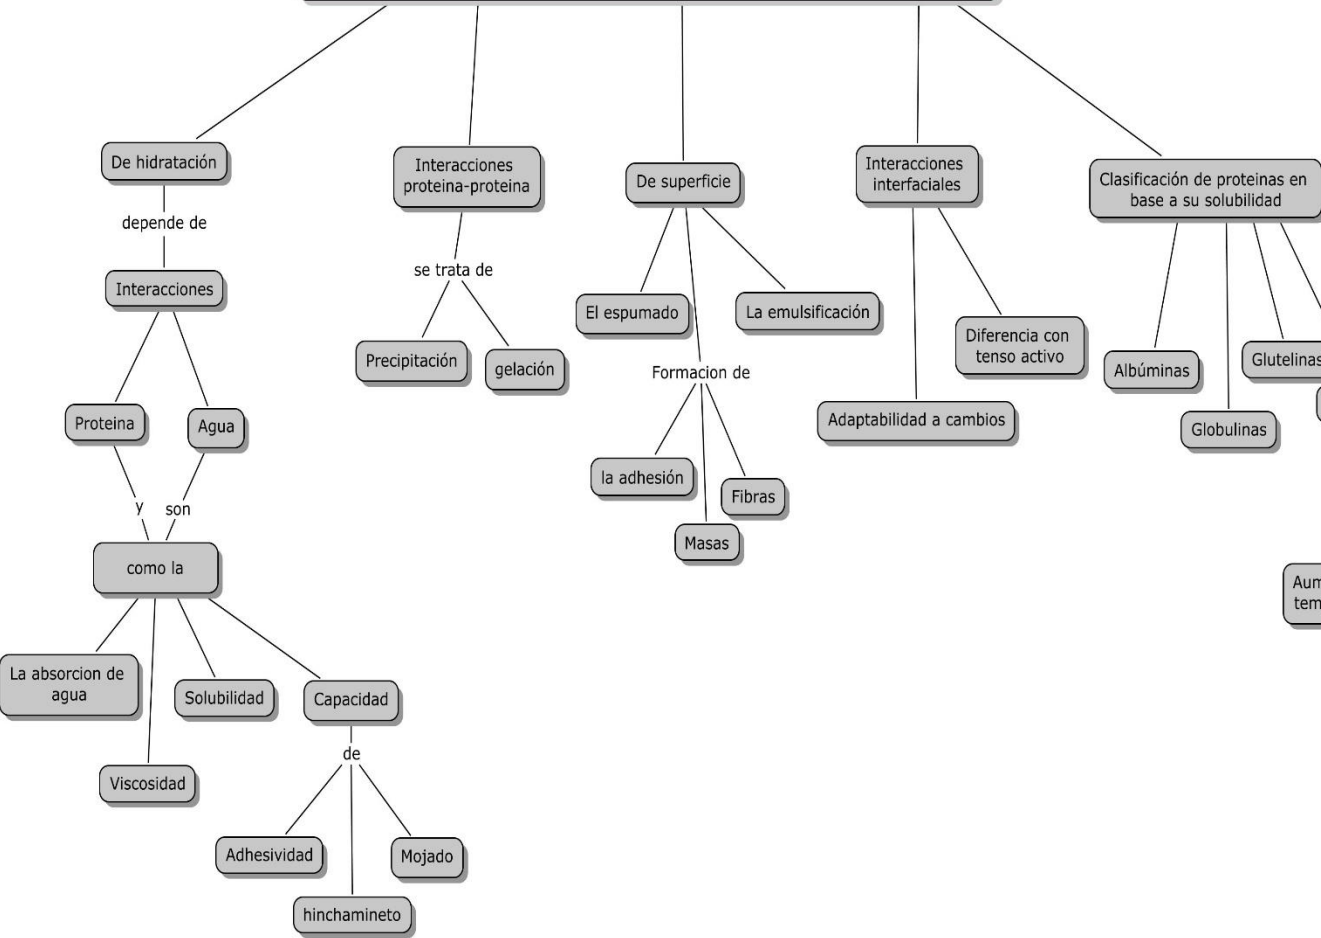 De hidratación
depende de
Interacciones
Proteina
Agua
y
son
como la
La absorcion de
agua
Viscosidad
Solubilidad
Capacidad
de
Adhesividad
hinchamineto
Mojado
Interacciones
proteina-proteina
se trata de
Precipitación
gelación
De superficie
El espumado
La emulsificación
Formacion de
la adhesión
Masas
Fibras
Interacciones
interfaciales
Adaptabilidad a cambios
Diferencia con
tenso activo
Clasificación de proteinas en
base a su solubilidad
Albúminas
Globulinas
Glutelinas